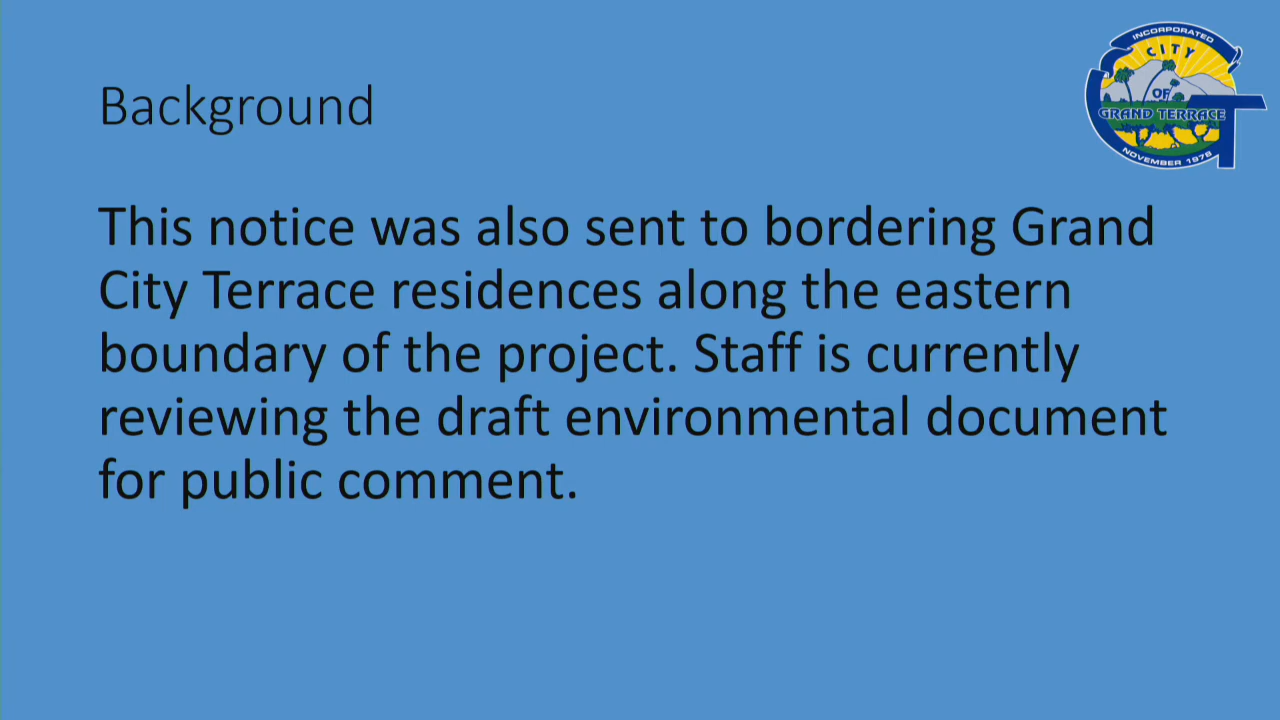 INCORPORATED
CITY
OF
GRAND TERRACE
NOVEMBER 1978
Background
This notice was also sent to bordering Grand
City Terrace residences along the eastern
boundary of the project. Staff is currently
reviewing the draft environmental document
for public comment.